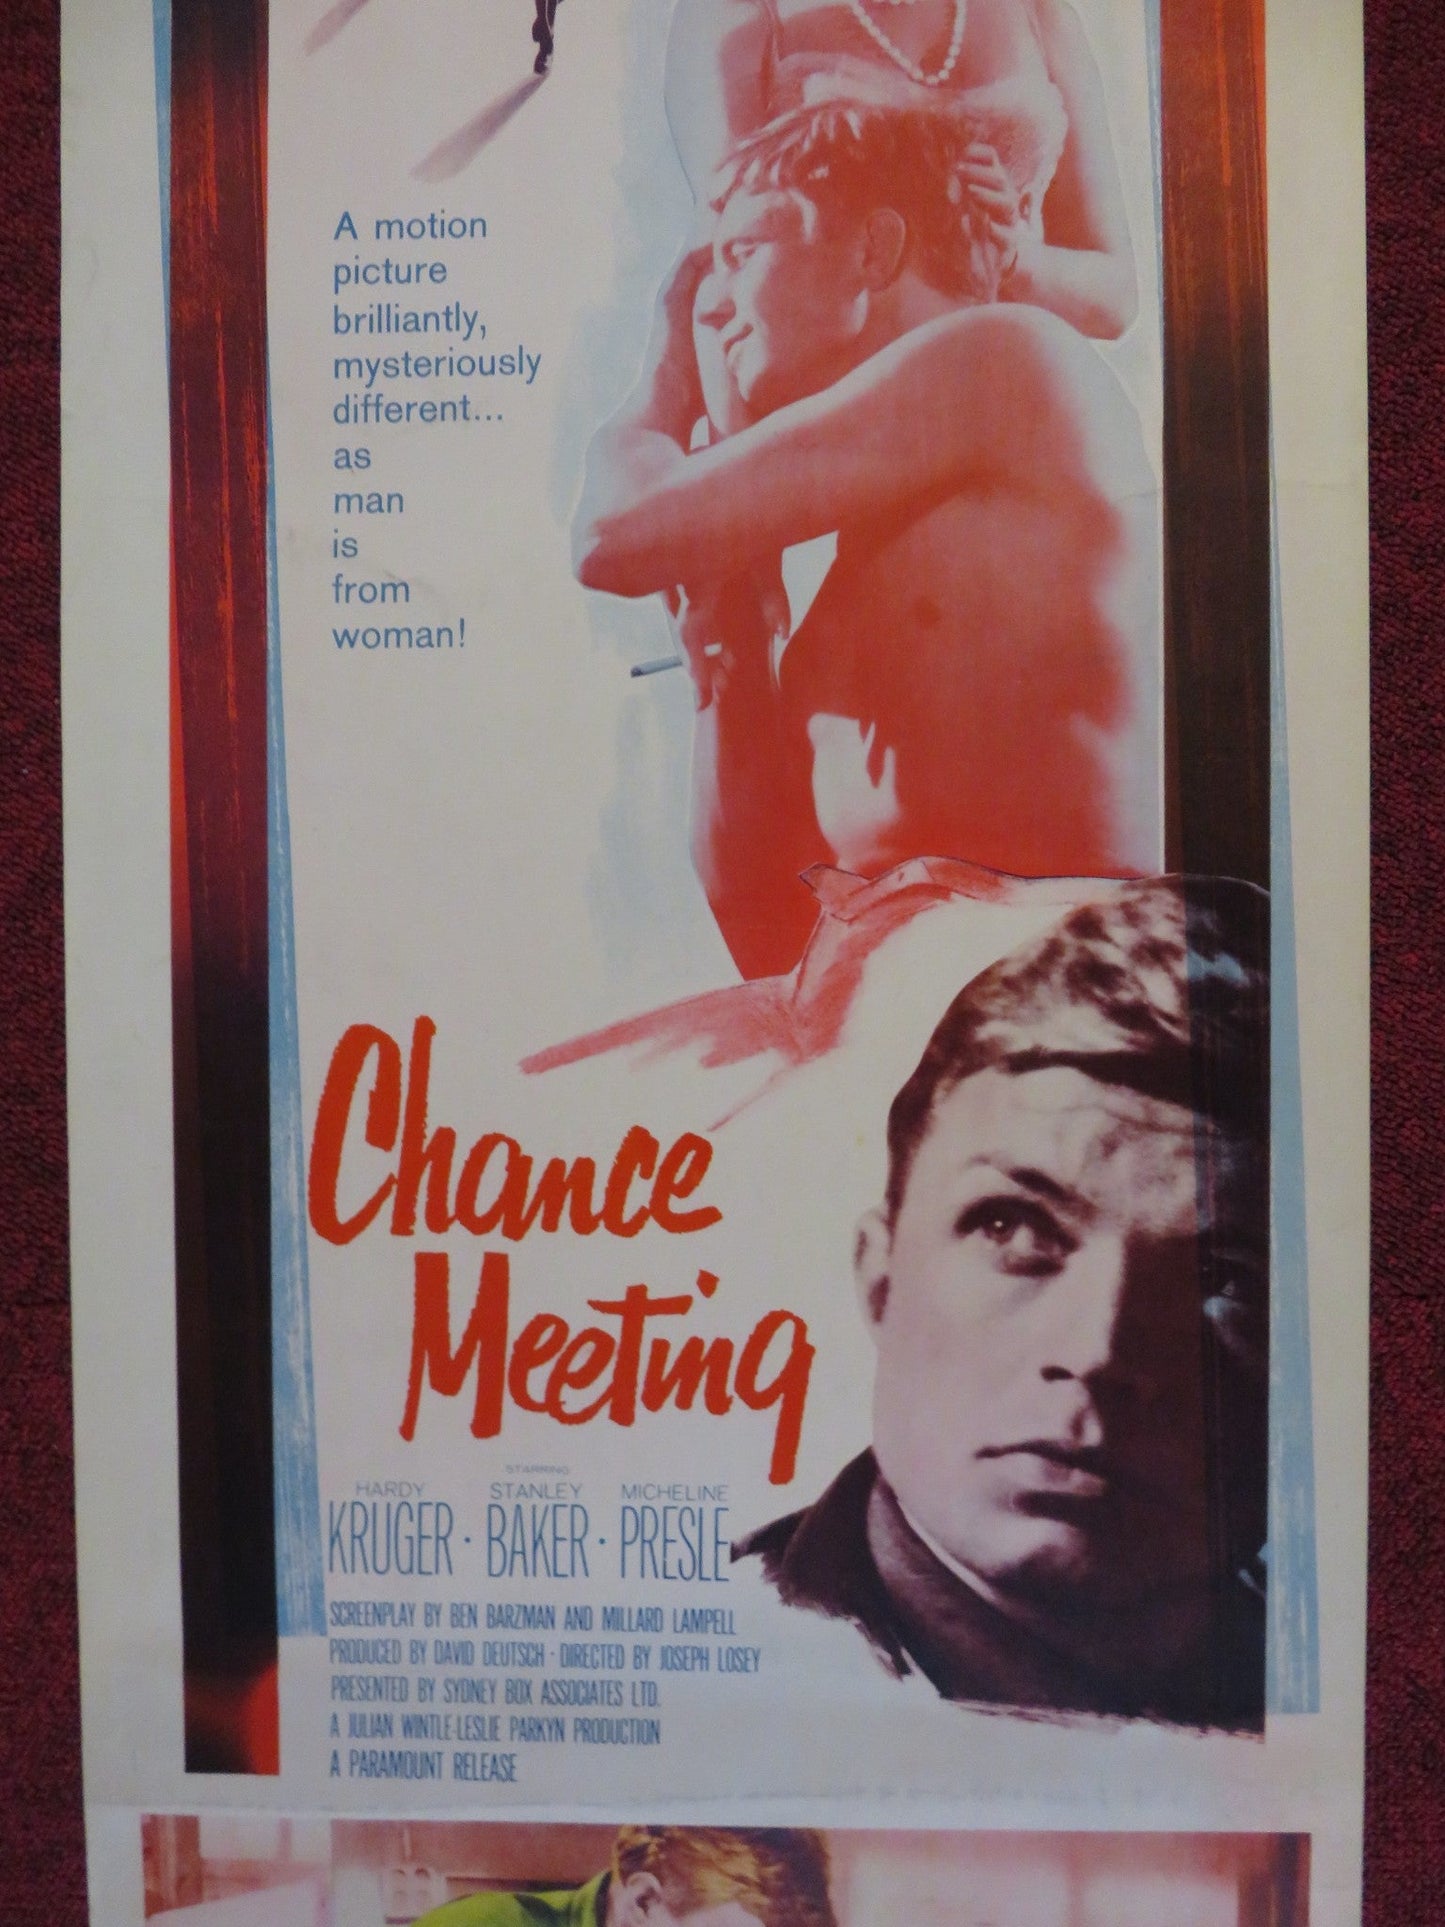 A motion
picture
brilliantly,
mysteriously
different...
as
man
is
from
woman!
Chance
Meeting
STARRING
HARDY STANLEY MICHELINE
KRUGER · BAKER · PRESLE
SCREENPLAY BY BEN BARZMAN AND MILLARD LAMPELL
PRODUCED BY DAVID DEUTSCH · DIRECTED BY JOSEPH LOSEY
PRESENTED BY SYDNEY BOX ASSOCIATES LTD.
A JULIAN WINTLE-LESLIE PARKYN PRODUCTION
A PARAMOUNT RELEASE